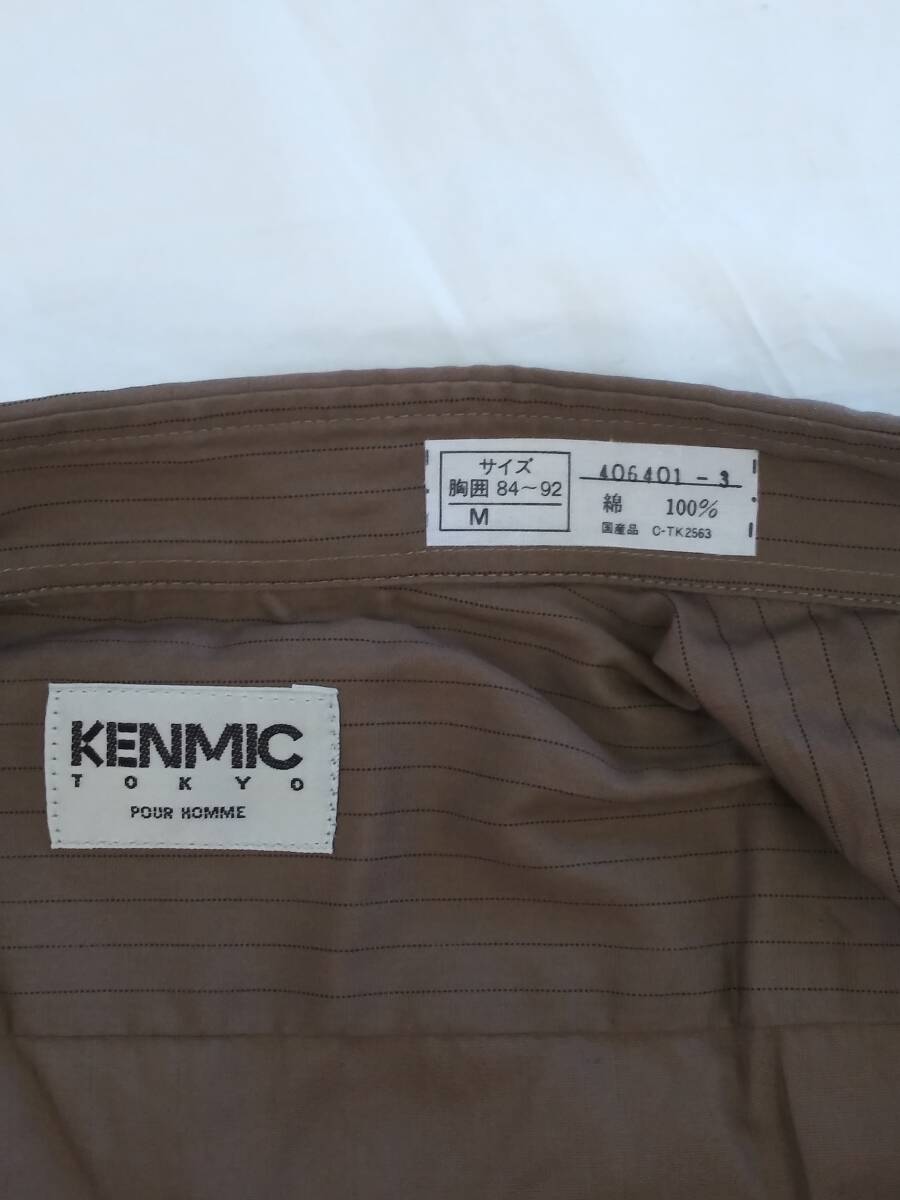 サイズ
胸囲 84～92
M
406401-3
綿 100%
国産品 C-TK2563
KENMIC
TOKYO
POUR HOMME